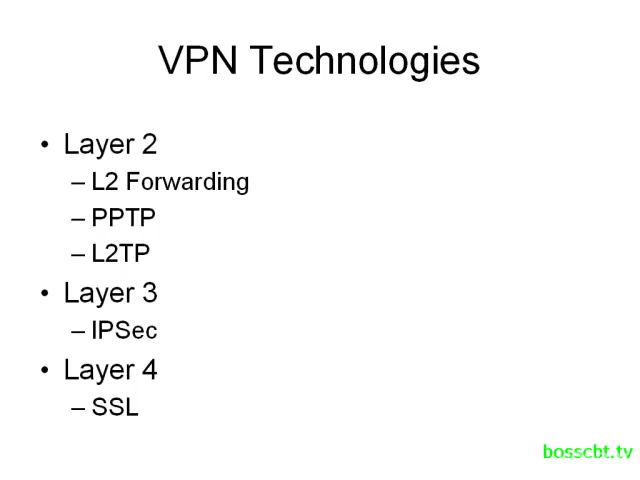 VPN Technologies
• Layer 2
– L2 Forwarding
– PPTP
– L2TP
• Layer 3
– IPSec
• Layer 4
– SSL
bosscbt.tv